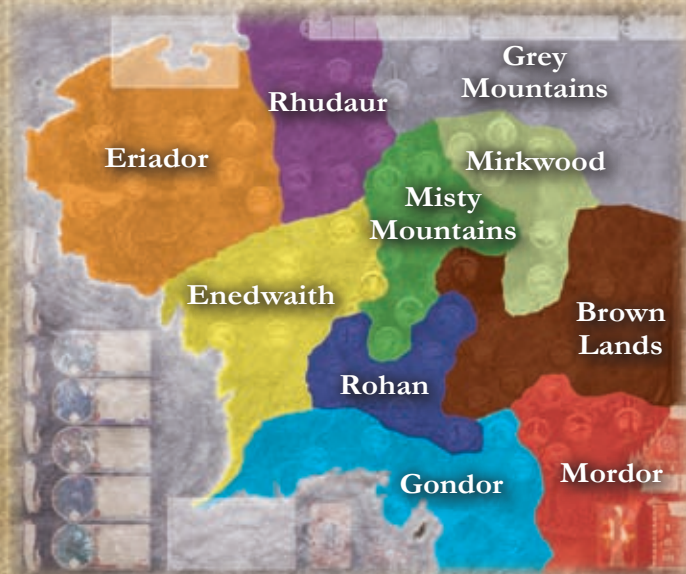 Grey
Mountains
Rhudaur
Eriador
Mirkwood
Misty
Mountains
Enedwaith
Brown
Lands
Rohan
Gondor
Mordor